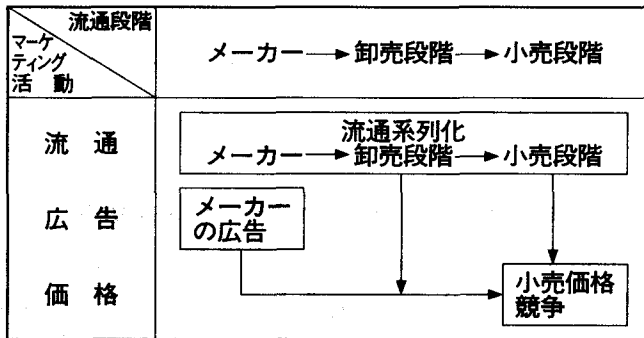 流通段階
マーケ
ティング
活動
メーカー→卸売段階→小売段階
流通
流通系列化
メーカー→卸売段階→小売段階
広告
メーカー
の広告
価格
小売価格
競争